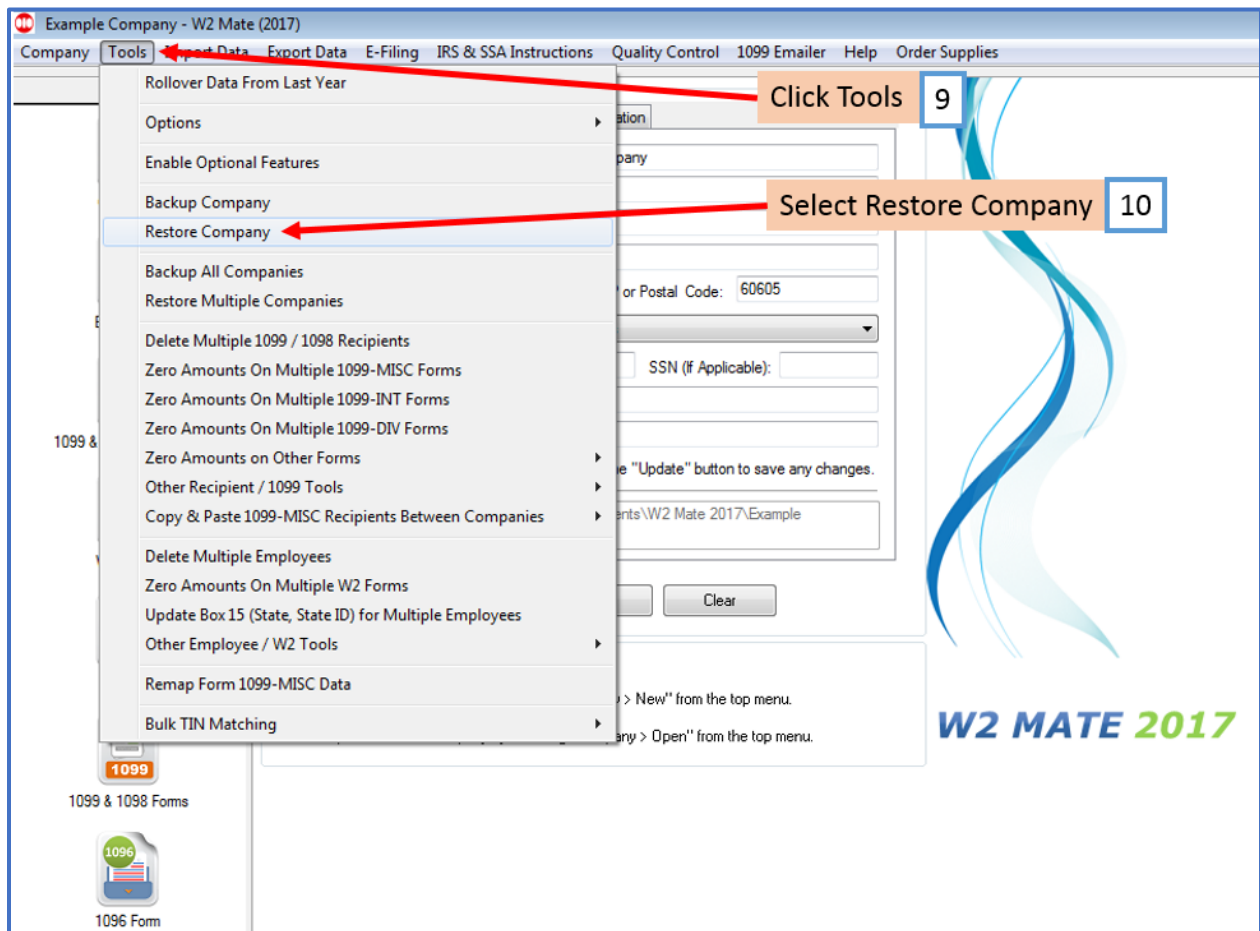 Example Company - W2 Mate (2017)
Company Tools Import Data Export Data E-Filing IRS & SSA Instructions Quality Control 1099 Emailer Help Order Supplies
Rollover Data From Last Year
Click Tools 9
Options
Enable Optional Features
Backup Company
Select Restore Company 10
Restore Company
Backup All Companies
or Postal Code: 60605
Restore Multiple Companies
Delete Multiple 1099 / 1098 Recipients
Zero Amounts On Multiple 1099-MISC Forms
SSN (If Applicable):
Zero Amounts On Multiple 1099-INT Forms
Zero Amounts On Multiple 1099-DIV Forms
1099 &
Zero Amounts on Other Forms
"Update" button to save any changes.
Other Recipient / 1099 Tools
Copy & Paste 1099-MISC Recipients Between Companies
ents\W2 Mate 2017\Example
Delete Multiple Employees
Zero Amounts On Multiple W2 Forms
Clear
Update Box 15 (State, State ID) for Multiple Employees
Other Employee / W2 Tools
Remap Form 1099-MISC Data
> New" from the top menu.
Bulk TIN Matching
any > Open" from the top menu.
W2 MATE 2017
1099
1099 & 1098 Forms
1096
1096 Form